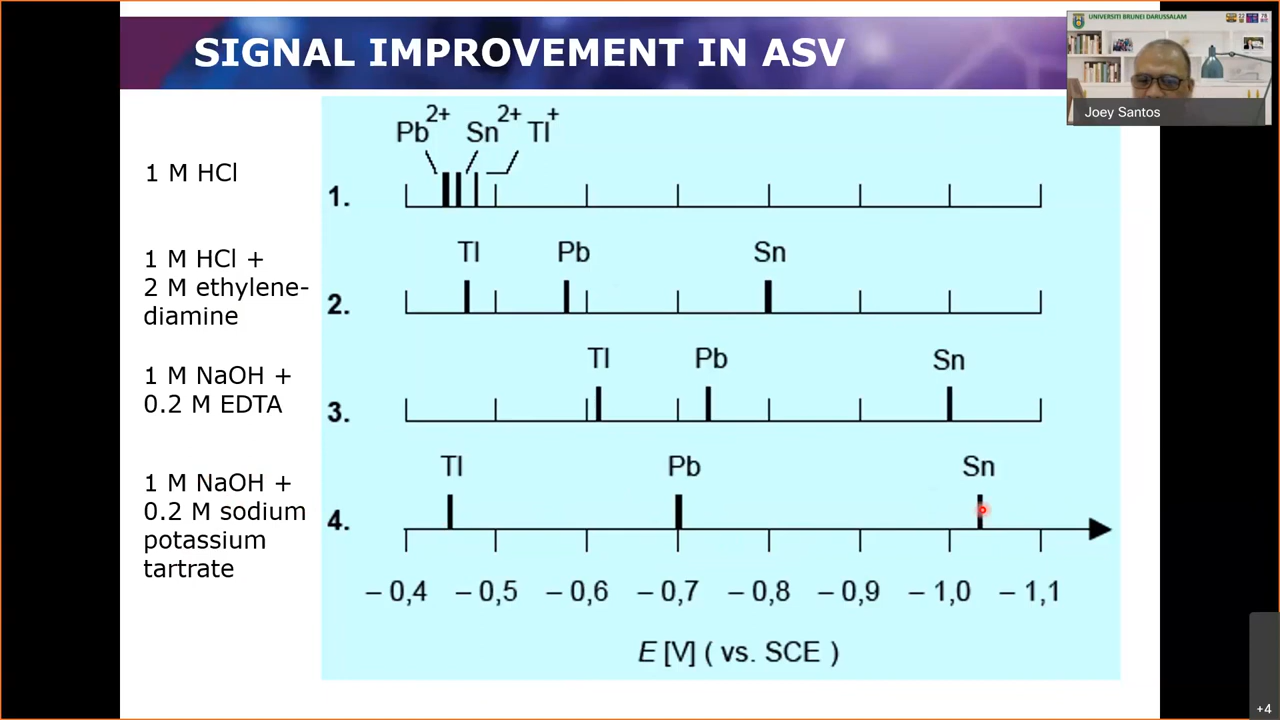 SIGNAL IMPROVEMENT IN ASV
UNIVERSITI BRUNEI DARUSSALAM
Joey Santos
1 M HCl
Pb2+ Sn2+ Tl+
1.
1 M HCl +
2 M ethylene-
diamine
Tl Pb Sn
2.
1 M NaOH +
0.2 M EDTA
Tl Pb Sn
3.
1 M NaOH +
0.2 M sodium
potassium
tartrate
Tl Pb Sn
4.
– 0,4 – 0,5 – 0,6 – 0,7 – 0,8 – 0,9 – 1,0 – 1,1
E [V] ( vs. SCE )
+4